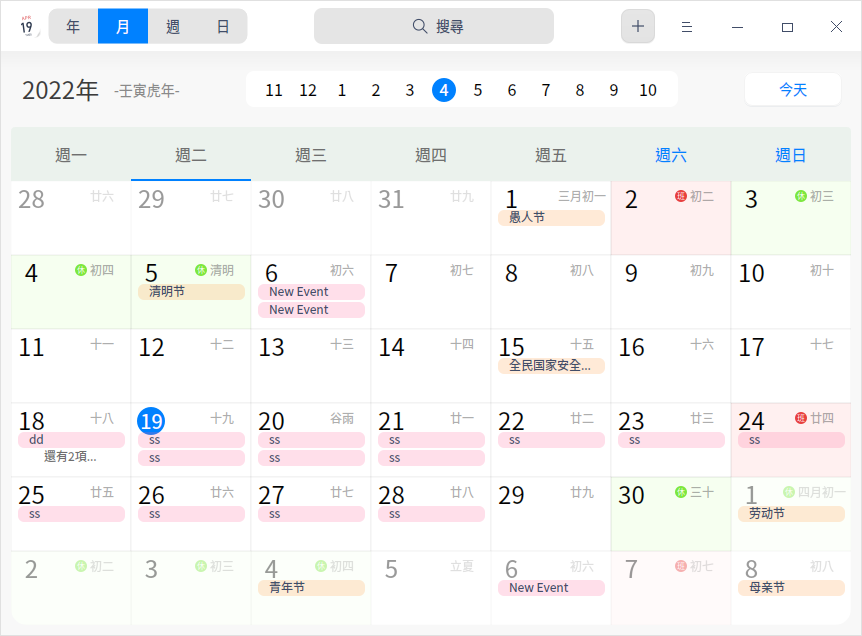 APR
19 年 月 週 日 搜尋
2022年 -壬寅虎年- 11 12 1 2 3 4 5 6 7 8 9 10 今天
週一 週二 週三 週四 週五 週六 週日
28 廿六 29 廿七 30 廿八 31 廿九 1 三月初一 2 班 初二 3 休 初三
愚人节
4 休 初四 5 休 清明 6 初六 7 初七 8 初八 9 初九 10 初十
清明节 New Event
New Event
11 十一 12 十二 13 十三 14 十四 15 十五 16 十六 17 十七
全民国家安全...
18 十八 19 十九 20 谷雨 21 廿一 22 廿二 23 廿三 24 班 廿四
dd ss ss ss ss ss ss
還有2項... ss ss ss
25 廿五 26 廿六 27 廿七 28 廿八 29 廿九 30 休 三十 1 休 四月初一
ss ss ss ss 劳动节
2 休 初二 3 休 初三 4 休 初四 5 立夏 6 初六 7 班 初七 8 初八
青年节 New Event 母亲节